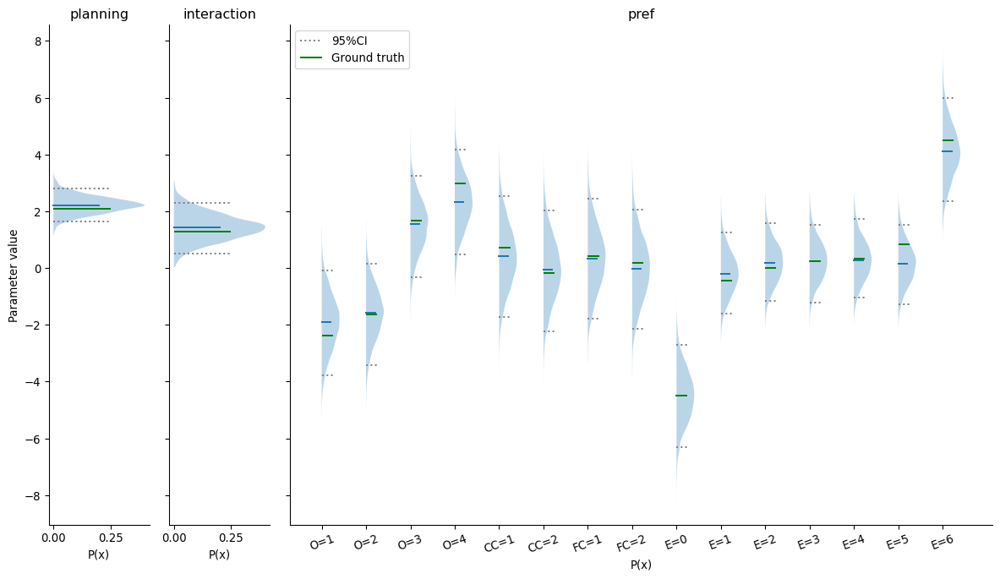 planning
interaction
pref
95%CI
Ground truth
Parameter value
8
6
4
2
0
−2
−4
−6
−8
0.00
0.25
P(x)
0.00
0.25
P(x)
O=1
O=2
O=3
O=4
CC=1
CC=2
FC=1
FC=2
E=0
E=1
E=2
E=3
E=4
E=5
E=6
P(x)